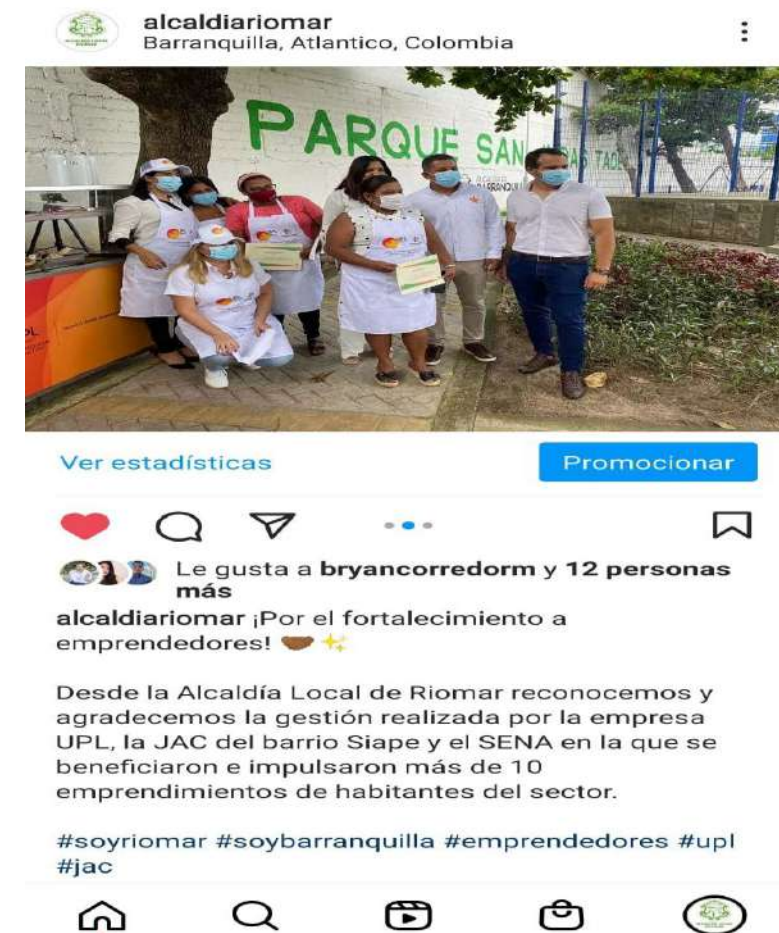 alcaldiariomar
Barranquilla, Atlantico, Colombia
PARQUE SAN
TAD
BARRANQUILL
PL
Ver estadísticas
Promocionar
Le gusta a bryancorredorm y 12 personas
más
alcaldiariomar ¡Por el fortalecimiento a
emprendedores!
Desde la Alcaldía Local de Riomar reconocemos y
agradecemos la gestión realizada por la empresa
UPL, la JAC del barrio Siape y el SENA en la que se
beneficiaron e impulsaron más de 10
emprendimientos de habitantes del sector.
#soyriomar #soybarranquilla #emprendedores #upl
#jac